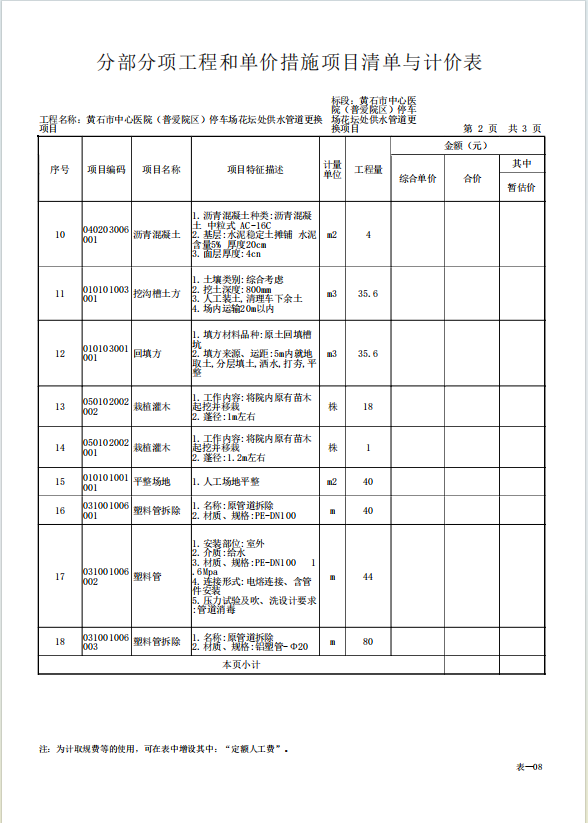 分部分项工程和单价措施项目清单与计价表
工程名称：黄石市中心医院（普爱院区）停车场花坛处供水管道更换
项目
标段：黄石市中心医
院（普爱院区）停车
场花坛处供水管道更
换项目
第 2 页 共 3 页
序号 项目编码 项目名称 项目特征描述 计量
单位 工程量 金额（元）
综合单价 合价 其中
暂估价
10 040203006
001 沥青混凝土 1.沥青混凝土种类:沥青混凝
土 中粒式 AC-16C
2.基层:水泥稳定土摊铺 水泥
含量5% 厚度20cm
3.面层厚度:4cm m2 4
11 010101003
001 挖沟槽土方 1.土壤类别:综合考虑
2.挖土深度:800mm
3.人工装土,清理车下余土
4.场内运输20m以内 m3 35.6
12 010103001
001 回填方 1.填方材料品种:原土回填槽
坑
2.填方来源、运距:5m内就地
取土,分层填土,洒水,打夯,平
整 m3 35.6
13 050102002
002 栽植灌木 1.工作内容:将院内原有苗木
起挖并移栽
2.蓬径:1m左右 株 18
14 050102002
001 栽植灌木 1.工作内容:将院内原有苗木
起挖并移栽
2.蓬径:1.2m左右 株 1
15 010101001
001 平整场地 1.人工场地平整 m2 40
16 031001006
001 塑料管拆除 1.名称:原管道拆除
2.材质、规格:PE-DN100 m 40
17 031001006
002 塑料管 1.安装部位:室外
2.介质:给水
3.材质、规格:PE-DN100 1
.6Mpa
4.连接形式:电熔连接、含管
件安装
5.压力试验及吹、洗设计要求
:管道消毒 m 44
18 031001006
003 塑料管拆除 1.名称:原管道拆除
2.材质、规格:铝塑管-Φ20 m 80
本页小计
注：为计取规费等的使用，可在表中增设其中：“定额人工费”。
表—08